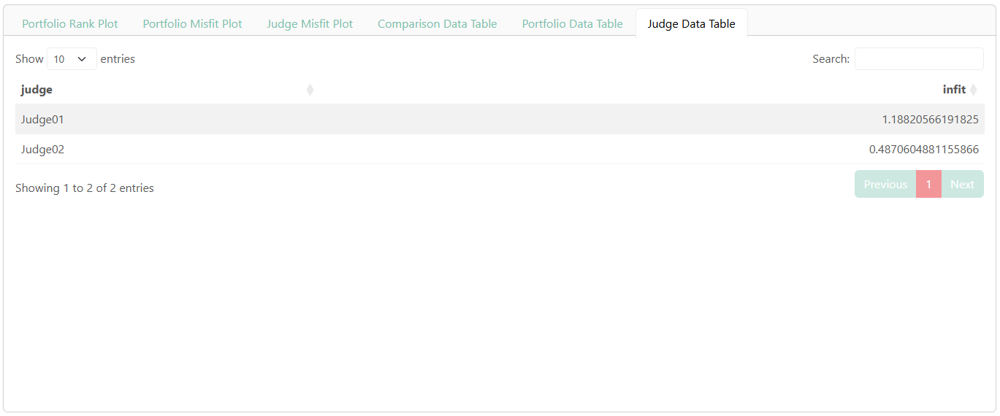 Portfolio Rank Plot Portfolio Misfit Plot Judge Misfit Plot Comparison Data Table Portfolio Data Table Judge Data Table
Show 10 entries Search:
judge infit
Judge01 1.18820566191825
Judge02 0.4870604881155866
Showing 1 to 2 of 2 entries Previous 1 Next